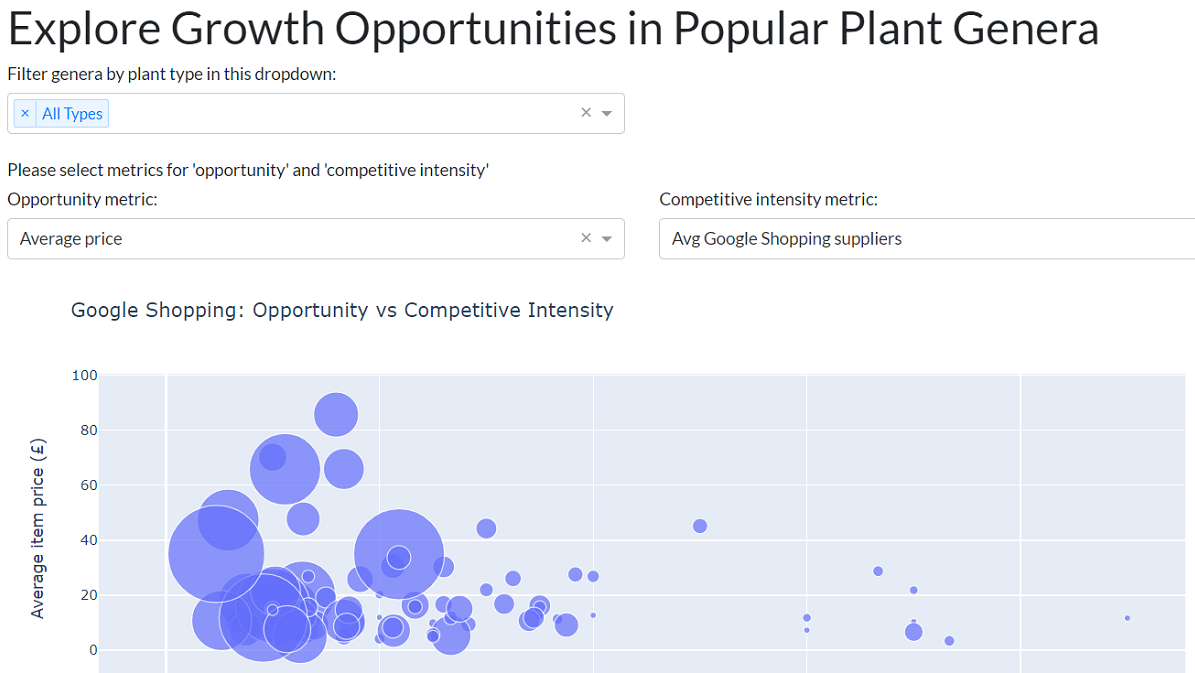 Explore Growth Opportunities in Popular Plant Genera
Filter genera by plant type in this dropdown:
× All Types
Please select metrics for 'opportunity' and 'competitive intensity'
Opportunity metric:
Competitive intensity metric:
Average price
Avg Google Shopping suppliers
Google Shopping: Opportunity vs Competitive Intensity
Average item price (£)
100
80
60
40
20
0